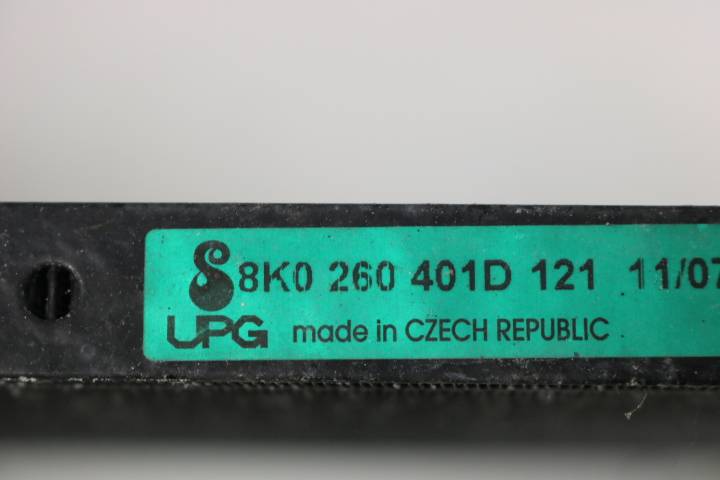 8K0 260 401D 121 11/07
UPG made in CZECH REPUBLIC